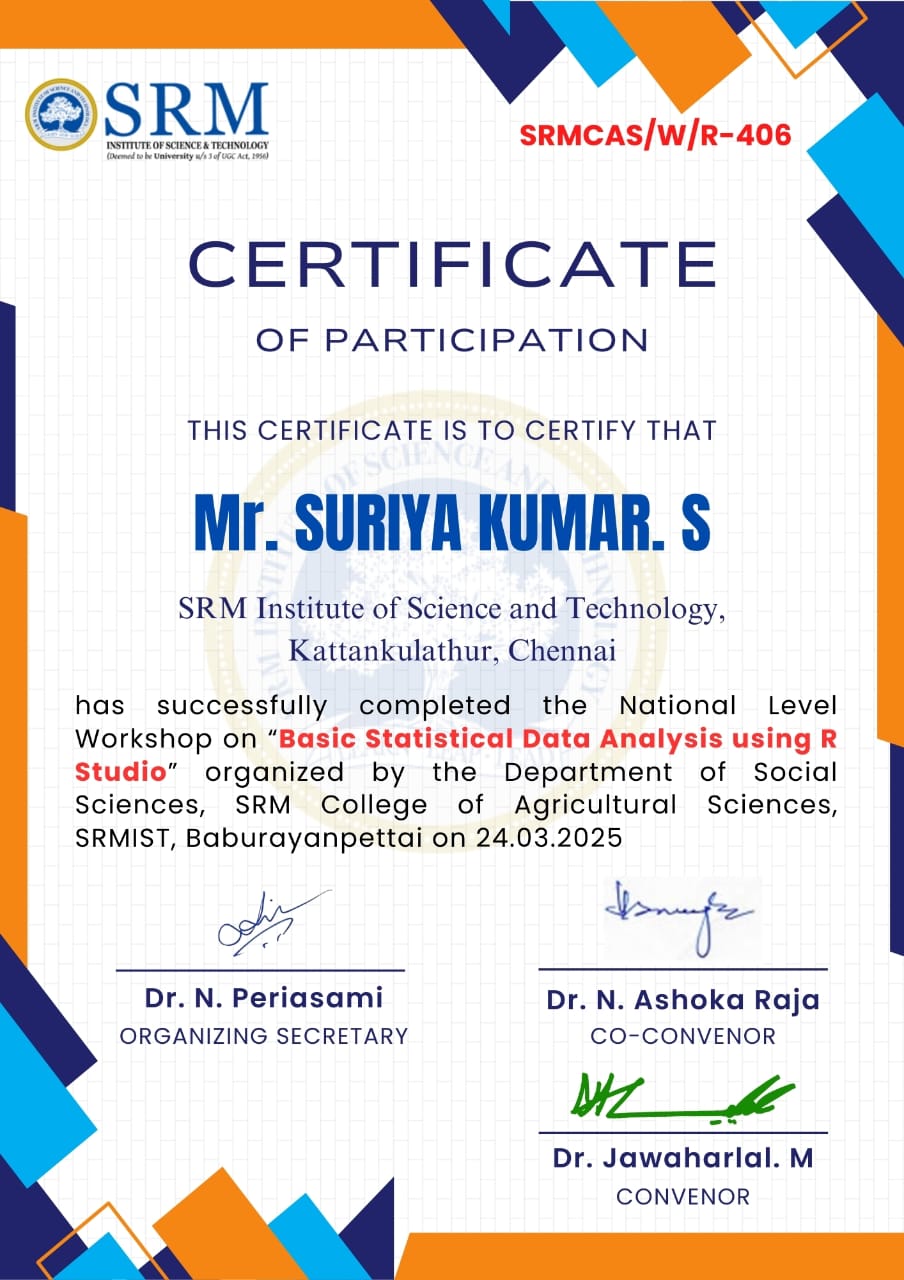 SRM
INSTITUTE OF SCIENCE & TECHNOLOGY
(Deemed to be University u/s 3 of UGC Act, 1956)
SRMCAS/W/R-406
CERTIFICATE
OF PARTICIPATION
THIS CERTIFICATE IS TO CERTIFY THAT
Mr. SURIYA KUMAR. S
SRM Institute of Science and Technology,
Kattankulathur, Chennai
has successfully completed the National Level
Workshop on “Basic Statistical Data Analysis using R
Studio” organized by the Department of Social
Sciences, SRM College of Agricultural Sciences,
SRMIST, Baburayanpettai on 24.03.2025
Dr. N. Periasami
ORGANIZING SECRETARY
Dr. N. Ashoka Raja
CO-CONVENOR
Dr. Jawaharlal. M
CONVENOR